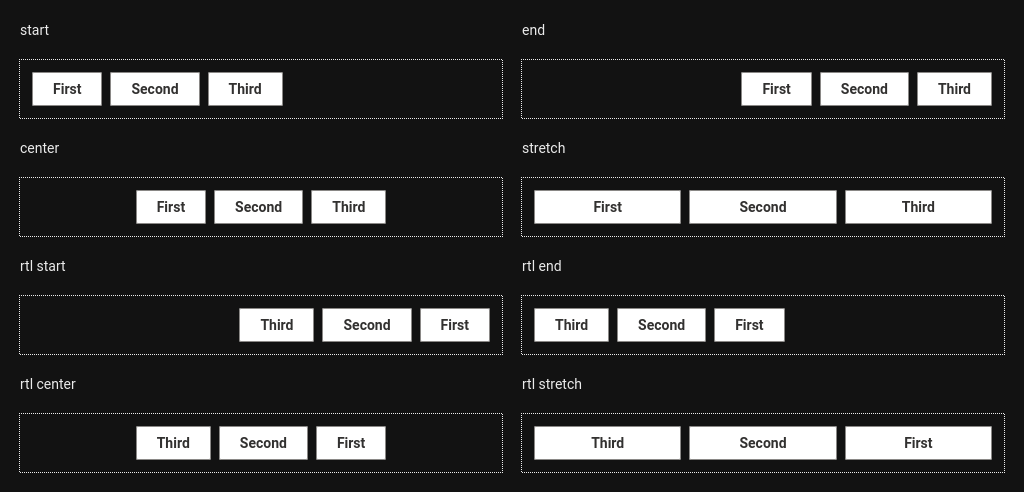 start
First Second Third
end
First Second Third
center
First Second Third
stretch
First Second Third
rtl start
Third Second First
rtl end
Third Second First
rtl center
Third Second First
rtl stretch
Third Second First